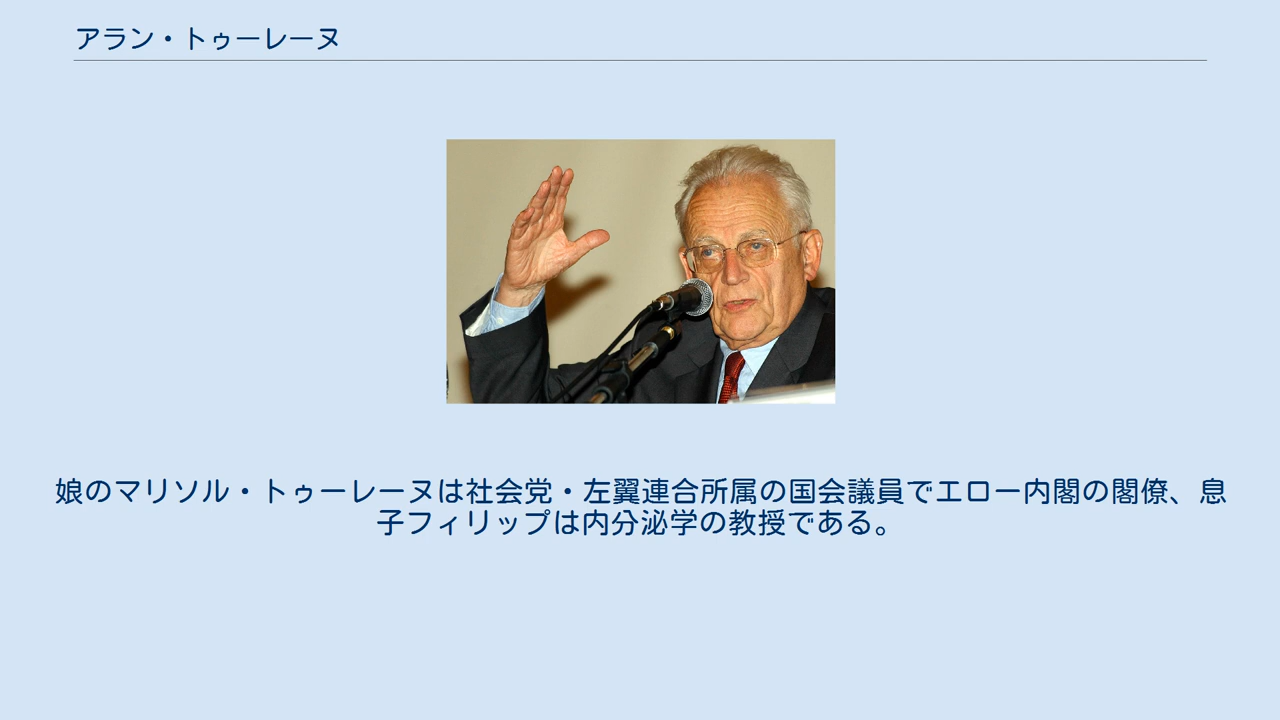 アラン・トゥーレーヌ
娘のマリソル・トゥーレーヌは社会党・左翼連合所属の国会議員でエロー内閣の閣僚、息
子フィリップは内分泌学の教授である。